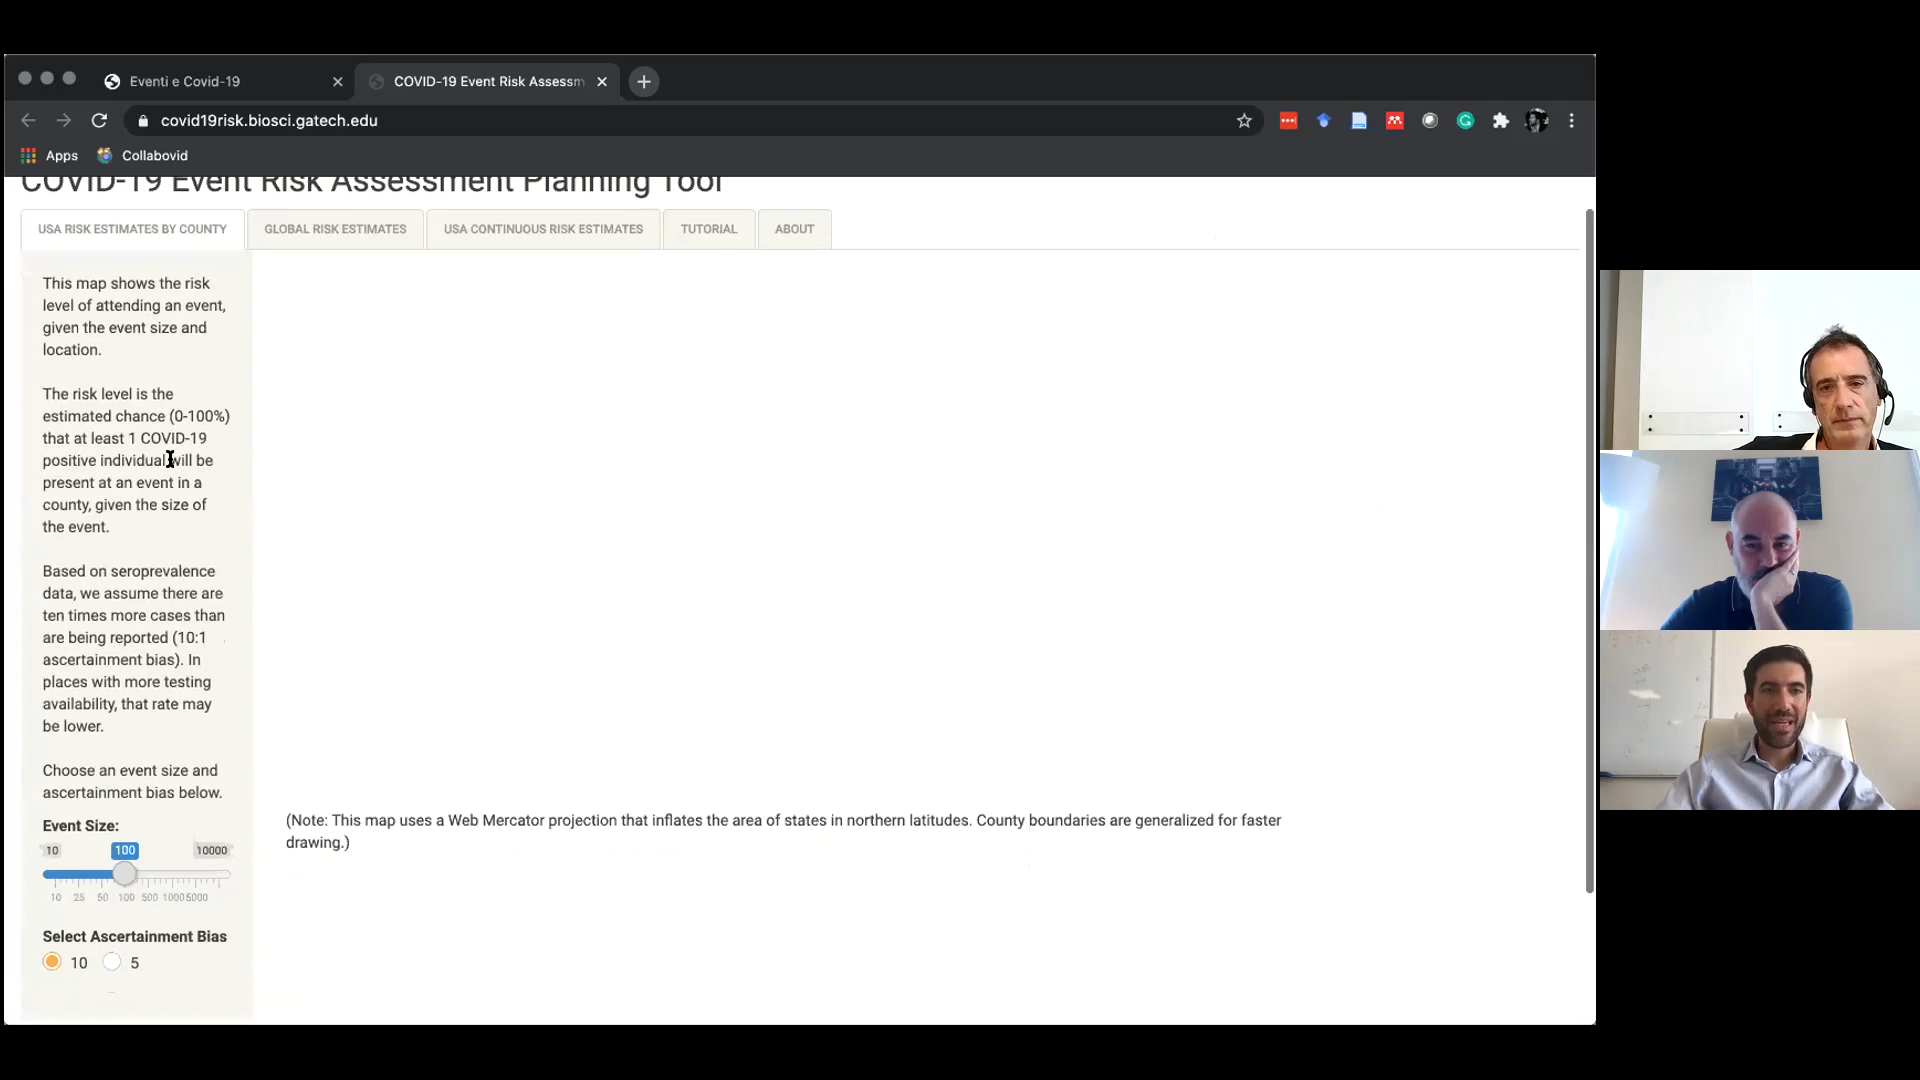 Eventi e Covid-19
COVID-19 Event Risk Assessm
covid19risk.biosci.gatech.edu
Apps
Collabovid
COVID-19 Event Risk Assessment Planning Tool
USA RISK ESTIMATES BY COUNTY
GLOBAL RISK ESTIMATES
USA CONTINUOUS RISK ESTIMATES
TUTORIAL
ABOUT
This map shows the risk
level of attending an event,
given the event size and
location.
The risk level is the
estimated chance (0-100%)
that at least 1 COVID-19
positive individual will be
present at an event in a
county, given the size of
the event.
Based on seroprevalence
data, we assume there are
ten times more cases than
are being reported (10:1
ascertainment bias). In
places with more testing
availability, that rate may
be lower.
Choose an event size and
ascertainment bias below.
Event Size:
10 100 10000
10 25 50 100 500 1000 5000
Select Ascertainment Bias
10 5
(Note: This map uses a Web Mercator projection that inflates the area of states in northern latitudes. County boundaries are generalized for faster
drawing.)